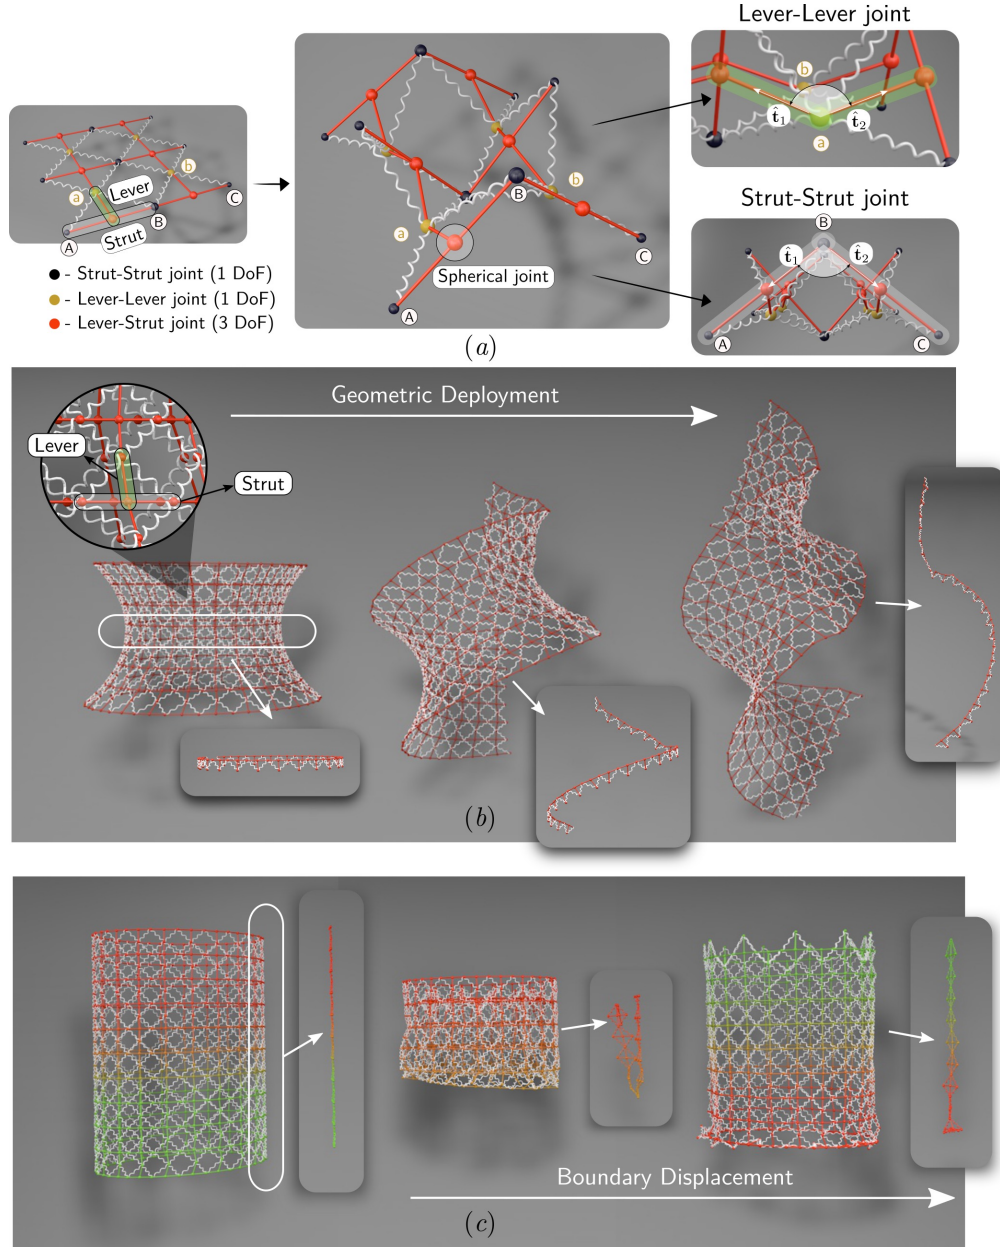 Lever-Lever joint
b
t̂₁
t̂₂
a
a
b
Lever
Strut
A
B
C
a
b
B
A
C
Spherical joint
Strut-Strut joint
B
t̂₁
t̂₂
A
C
- Strut-Strut joint (1 DoF)
- Lever-Lever joint (1 DoF)
- Lever-Strut joint (3 DoF)
(a)
Geometric Deployment
Lever
Strut
(b)
Boundary Displacement
(c)